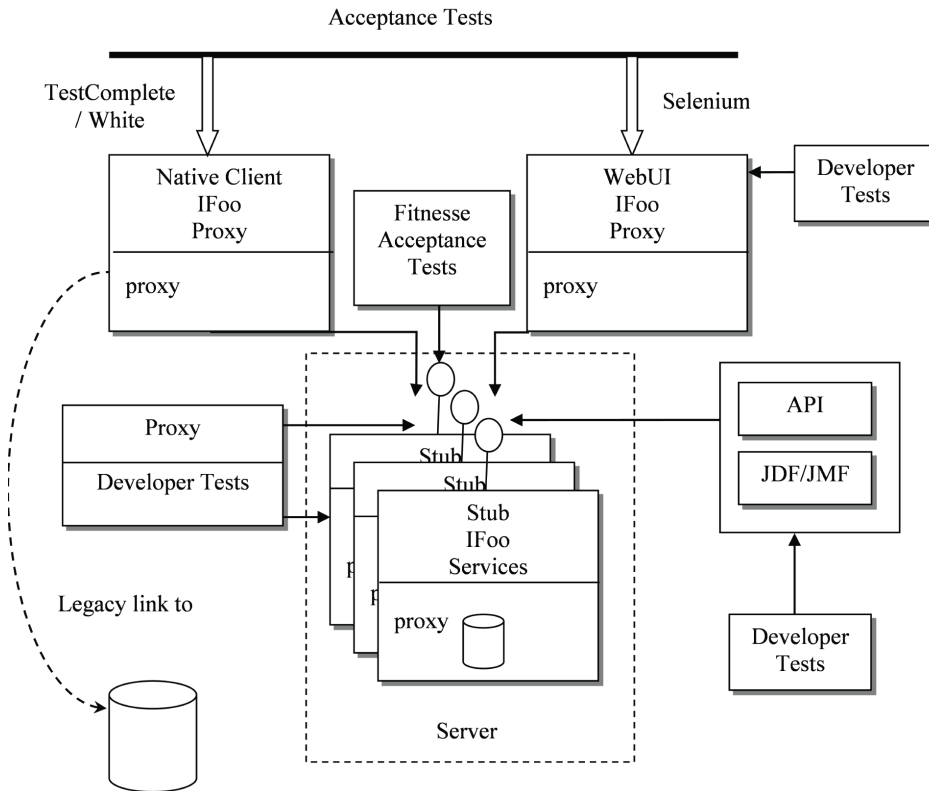 Acceptance Tests
TestComplete
/ White
Selenium
Native Client
IFoo
Proxy
proxy
Fitnesse
Acceptance
Tests
WebUI
IFoo
Proxy
proxy
Developer
Tests
Proxy
Developer Tests
API
JDF/JMF
Stub
p
Stub
p
Stub
IFoo
Services
proxy
Server
Legacy link to
Developer
Tests